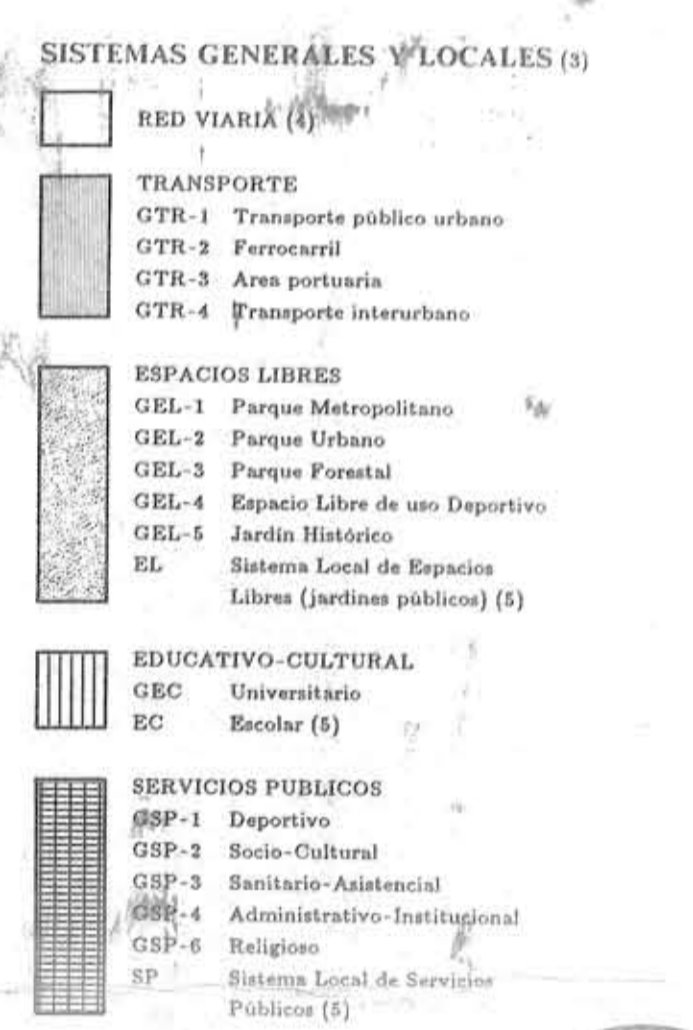 SISTEMAS GENERALES Y LOCALES (3)
RED VIARIA (4)
TRANSPORTE
GTR-1 Transporte público urbano
GTR-2 Ferrocarril
GTR-3 Area portuaria
GTR-4 Transporte interurbano
ESPACIOS LIBRES
GEL-1 Parque Metropolitano
GEL-2 Parque Urbano
GEL-3 Parque Forestal
GEL-4 Espacio Libre de uso Deportivo
GEL-5 Jardín Histórico
EL Sistema Local de Espacios
Libres (jardines públicos) (5)
EDUCATIVO-CULTURAL
GEC Universitario
EC Escolar (5)
SERVICIOS PUBLICOS
GSP-1 Deportivo
GSP-2 Socio-Cultural
GSP-3 Sanitario-Asistencial
GSP-4 Administrativo-Institucional
GSP-6 Religioso
SP Sistema Local de Servicios
Públicos (5)